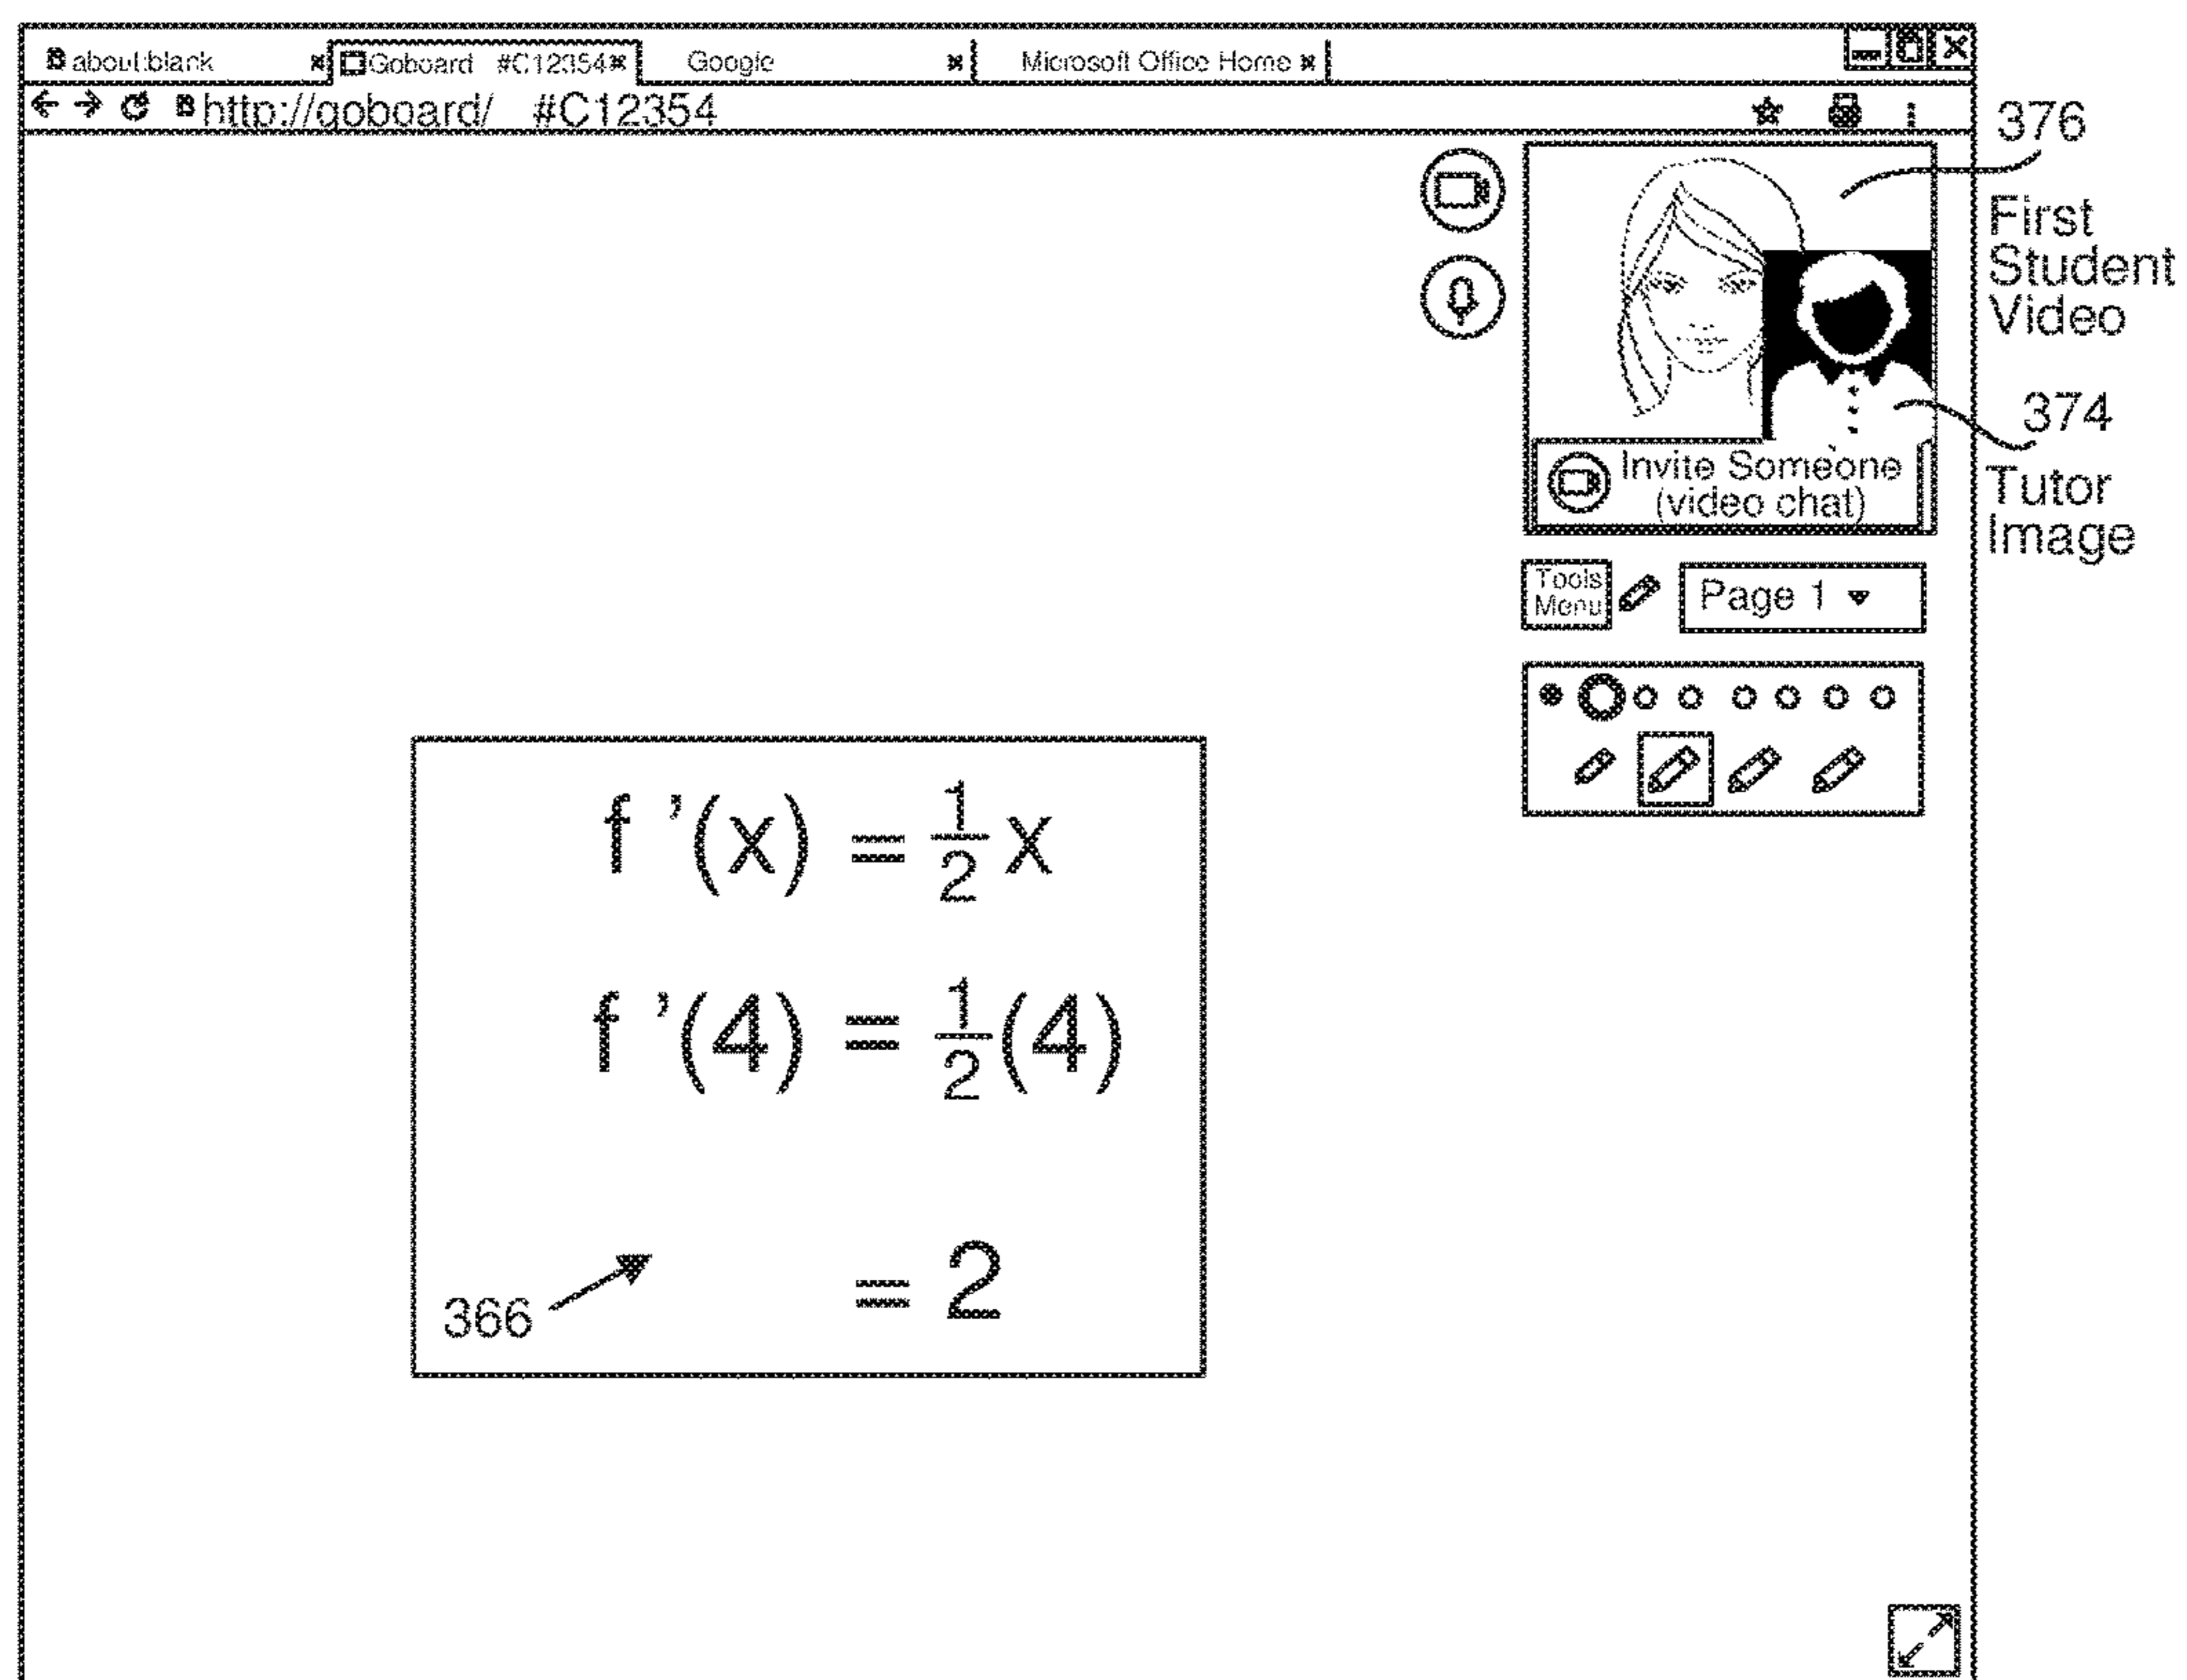 about:blank
Goboard #C12354
Google
Microsoft Office Home
http://goboard/ #C12354
376
First
Student
Video
374
Tutor
Image
Invite Someone
(video chat)
Tools
Menu
Page 1
f '(x) = 1/2 x
f '(4) = 1/2 (4)
= 2
366